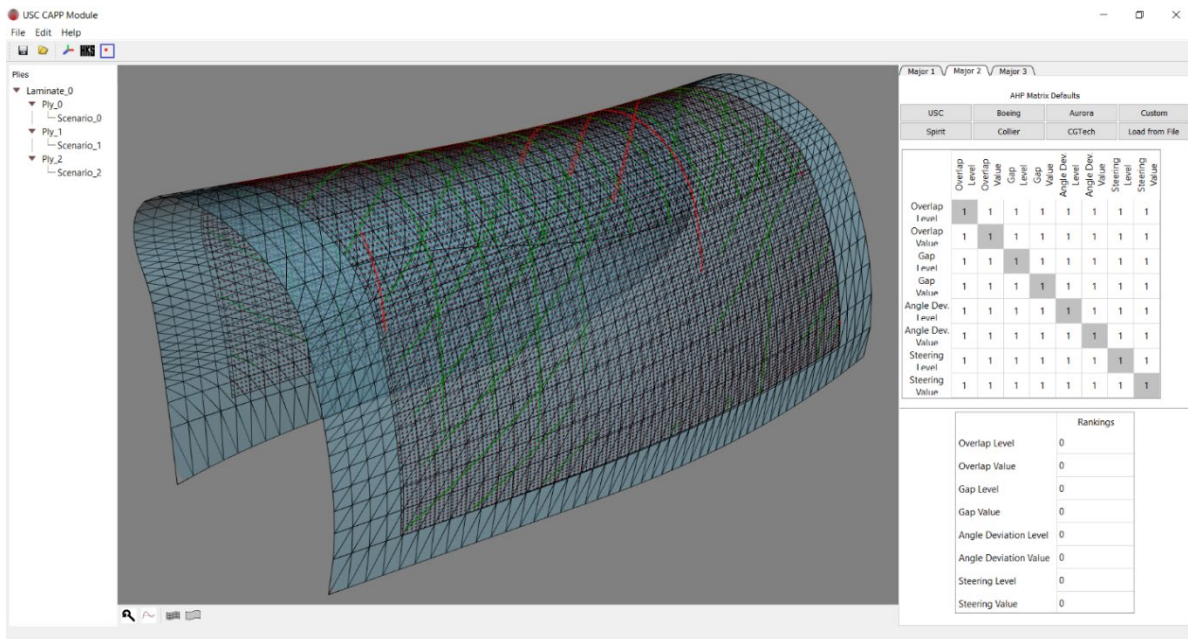 USC CAPP Module
File Edit Help
HKS
Plies
Laminate_0
Ply_0
Scenario_0
Ply_1
Scenario_1
Ply_2
Scenario_2
Major 1 Major 2 Major 3
AHP Matrix Defaults
USC Boeing Aurora Custom
Spirit Collier CGTech Load from File
Overlap Level Overlap Value Gap Level Gap Value Angle Dev. Level Angle Dev. Value Steering Level Steering Value
Overlap Level 1 1 1 1 1 1 1 1
Overlap Value 1 1 1 1 1 1 1 1
Gap Level 1 1 1 1 1 1 1 1
Gap Value 1 1 1 1 1 1 1 1
Angle Dev. Level 1 1 1 1 1 1 1 1
Angle Dev. Value 1 1 1 1 1 1 1 1
Steering Level 1 1 1 1 1 1 1 1
Steering Value 1 1 1 1 1 1 1 1
Rankings
Overlap Level 0
Overlap Value 0
Gap Level 0
Gap Value 0
Angle Deviation Level 0
Angle Deviation Value 0
Steering Level 0
Steering Value 0